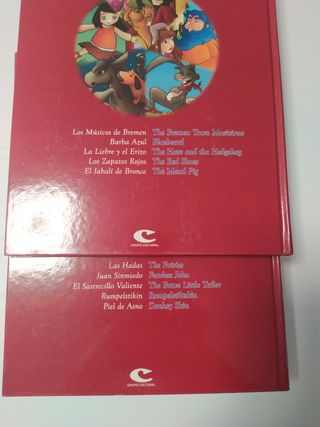 Los Músicos de Bremen The Bremen Town Musicians
Barba Azul Bluebeard
La Liebre y el Erizo The Hare and the Hedgehog
Los Zapatos Rojos The Red Shoes
El Jabalí de Bronce The Metal Pig
GRUPO CULTURAL
Las Hadas The Fairies
Juan Sinmiedo Fearless John
El Sastrecillo Valiente The Brave Little Tailor
Rumpelstikin Rumpelstiltskin
Piel de Asno Donkey Skin
GRUPO CULTURAL